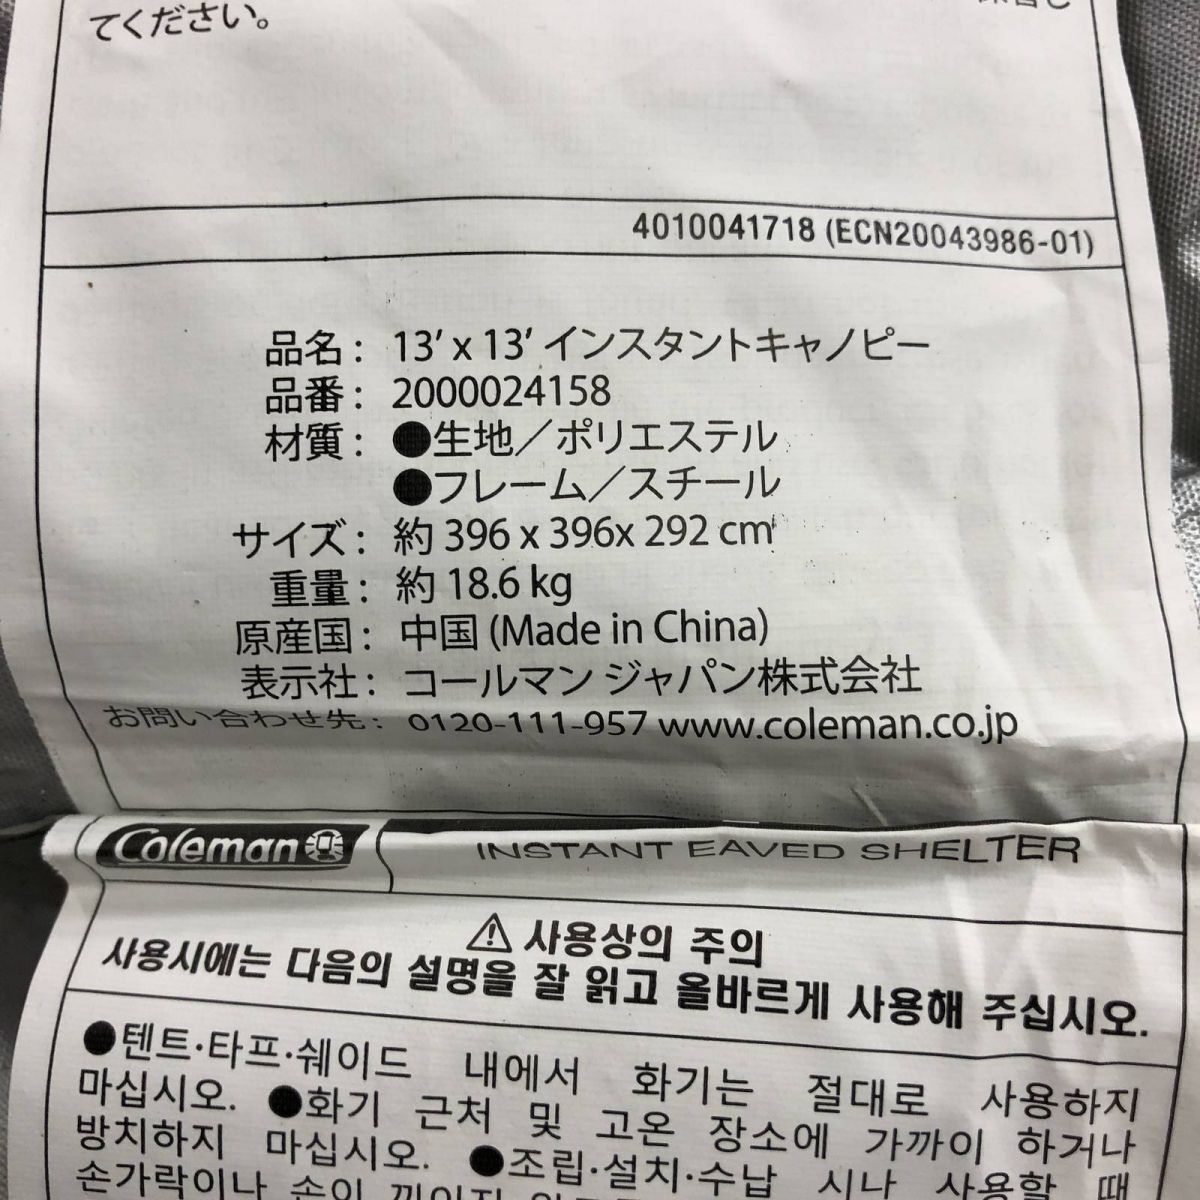 てください。
4010041718 (ECN20043986-01)
品名: 13’ x 13’ インスタントキャノピー
品番: 2000024158
材質: ●生地/ポリエステル
●フレーム/スチール
サイズ: 約 396 x 396x 292 cm
重量: 約 18.6 kg
原産国: 中国 (Made in China)
表示社: コールマン ジャパン株式会社
お問い合わせ先: 0120-111-957 www.coleman.co.jp
Coleman INSTANT EAVED SHELTER
사용상의 주의
사용시에는 다음의 설명을 잘 읽고 올바르게 사용해 주십시오.
●텐트·타프·쉐이드 내에서 화기는 절대로 사용하지
마십시오. ●화기 근처 및 고온 장소에 가까이 하거나
방치하지 마십시오. ●조립·설치·수납 시나 사용할 때
손가락이나 손이